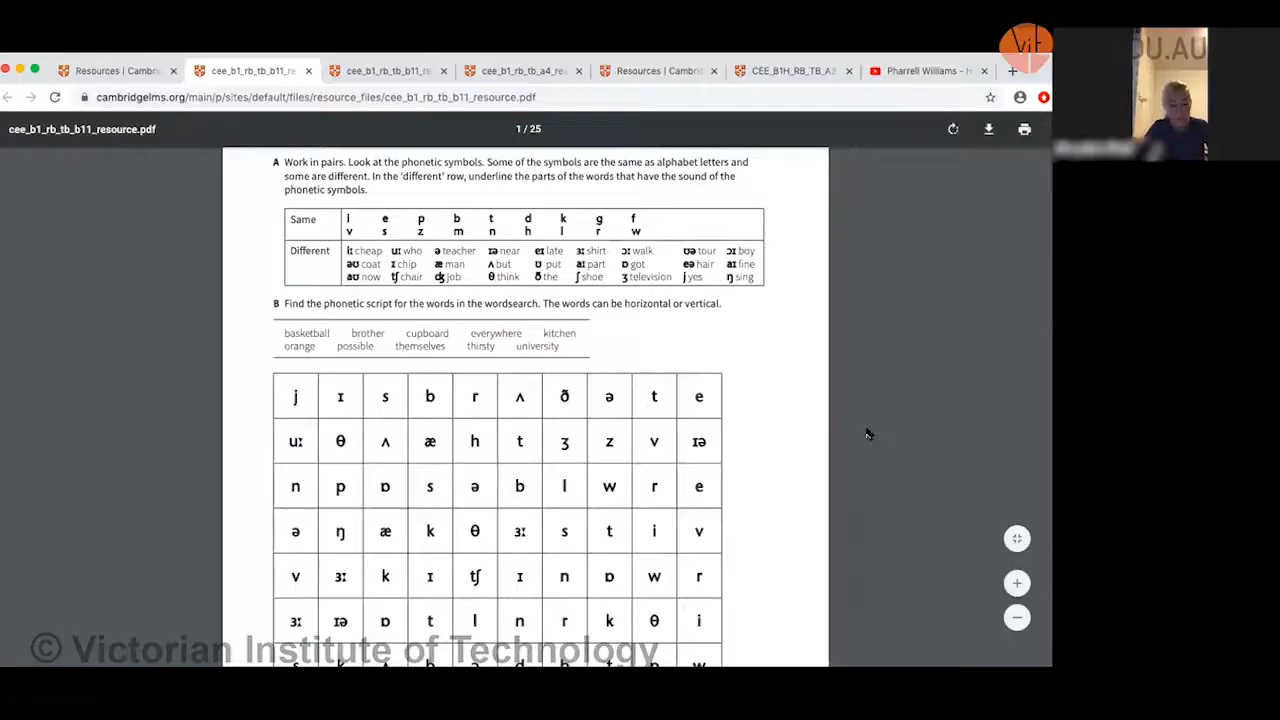 Vit
OU.AU
Resources | Cambri
cee_b1_rb_tb_b11_re
cee_b1_rb_tb_b11_re
cee_b1_rb_tb_a4_res
Resources | Cambri
CEE_B1H_RB_TB_A2
Pharrell Williams - H
cambridgelms.org/main/p/sites/default/files/resource_files/cee_b1_rb_tb_b11_resource.pdf
cee_b1_rb_tb_b11_resource.pdf 1 / 25
A Work in pairs. Look at the phonetic symbols. Some of the symbols are the same as alphabet letters and
some are different. In the 'different' row, underline the parts of the words that have the sound of the
phonetic symbols.
Same i e p b t d k g f
v s z m n h l r w
Different iː cheap uː who ə teacher ɪə near eɪ late ɜː shirt ɔː walk ʊə tour ɔɪ boy
əʊ coat ɪ chip æ man ʌ but ʊ put aː part ɒ got eə hair aɪ fine
aʊ now tʃ chair dʒ job θ think ð the ʃ shoe ʒ television j yes ŋ sing
B Find the phonetic script for the words in the wordsearch. The words can be horizontal or vertical.
basketball brother cupboard everywhere kitchen
orange possible themselves thirsty university
j ɪ s b r ʌ ð ə t e
uː θ ʌ æ h t ʒ z v ɪə
n p ɒ s ə b l w r e
ə ŋ æ k θ ɜː s t i v
v ɜː k ɪ tʃ ɪ n ɒ w r
ɜː ɪə ɒ t l n r k θ i
© Victorian Institute of Technology